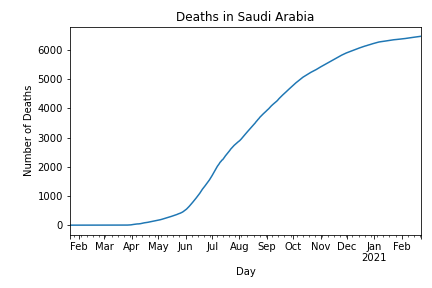 Deaths in Saudi Arabia
Number of Deaths
6000
5000
4000
3000
2000
1000
0
Feb Mar Apr May Jun Jul Aug Sep Oct Nov Dec Jan Feb
2021
Day